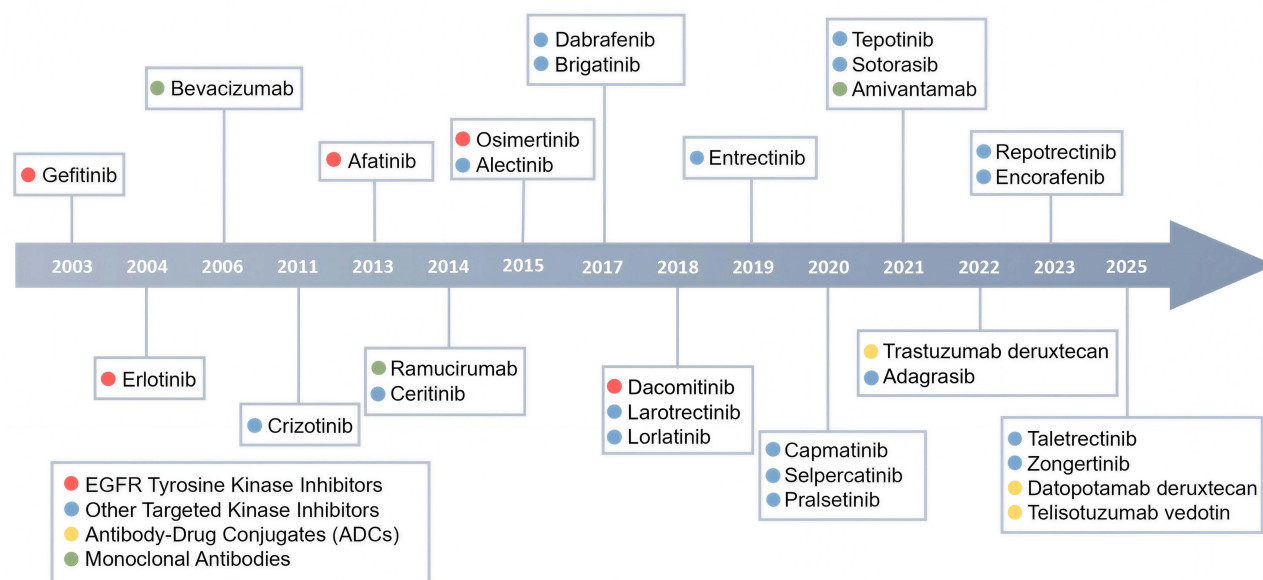 Dabrafenib
Brigatinib
Tepotinib
Sotorasib
Amivantamab
Bevacizumab
Osimertinib
Alectinib
Afatinib
Entrectinib
Repotrectinib
Encorafenib
Gefitinib
2003 2004 2006 2011 2013 2014 2015 2017 2018 2019 2020 2021 2022 2023 2025
Erlotinib
Crizotinib
Ramucirumab
Ceritinib
Dacomitinib
Larotrectinib
Lorlatinib
Capmatinib
Selpercatinib
Pralsetinib
Trastuzumab deruxtecan
Adagrasib
Taletrectinib
Zongertinib
Datopotamab deruxtecan
Telisotuzumab vedotin
EGFR Tyrosine Kinase Inhibitors
Other Targeted Kinase Inhibitors
Antibody-Drug Conjugates (ADCs)
Monoclonal Antibodies